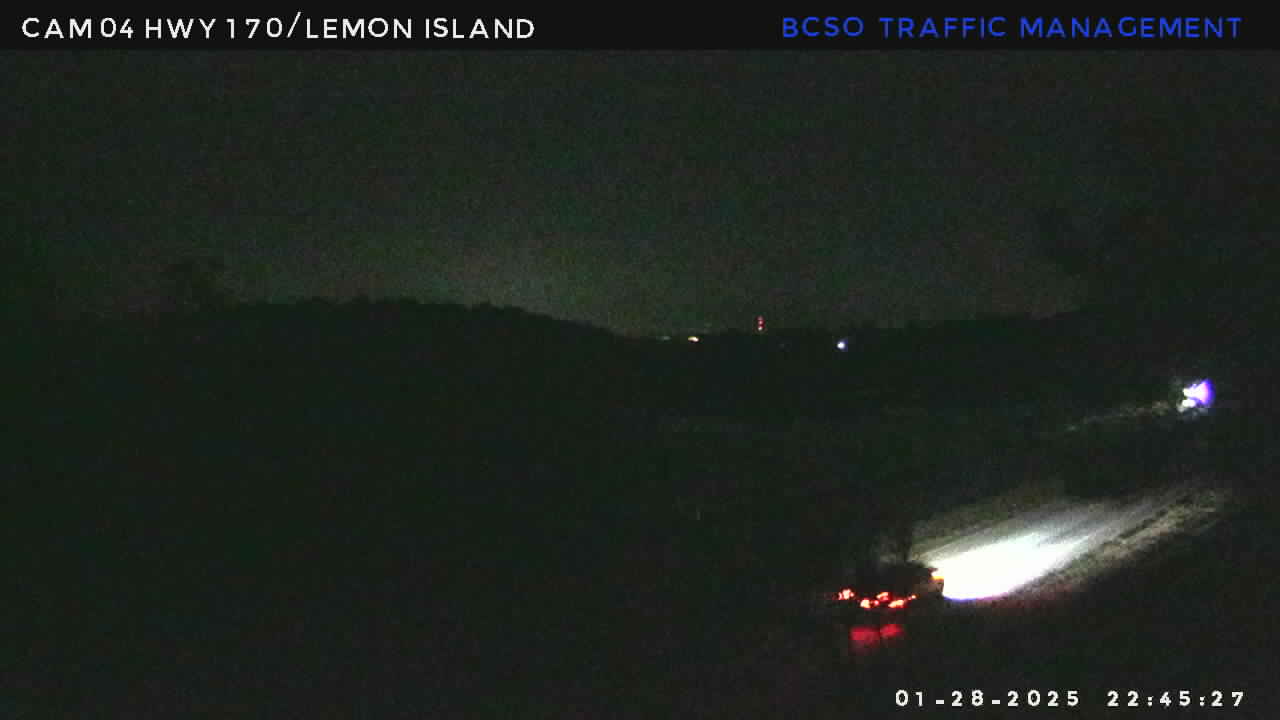 CAM04 HWY 170/LEMON ISLAND
BCSO TRAFFIC MANAGEMENT
01-28-2025 22:45:27